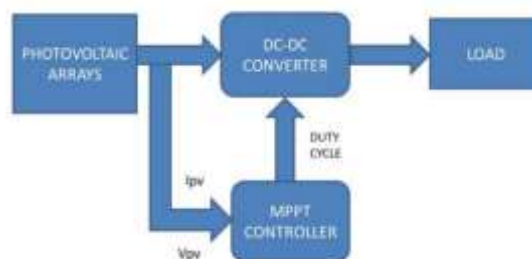 PHOTOVOLTAIC
ARRAYS
DC-DC
CONVERTER
LOAD
DUTY
CYCLE
Ipv
MPPT
CONTROLLER
Vpv